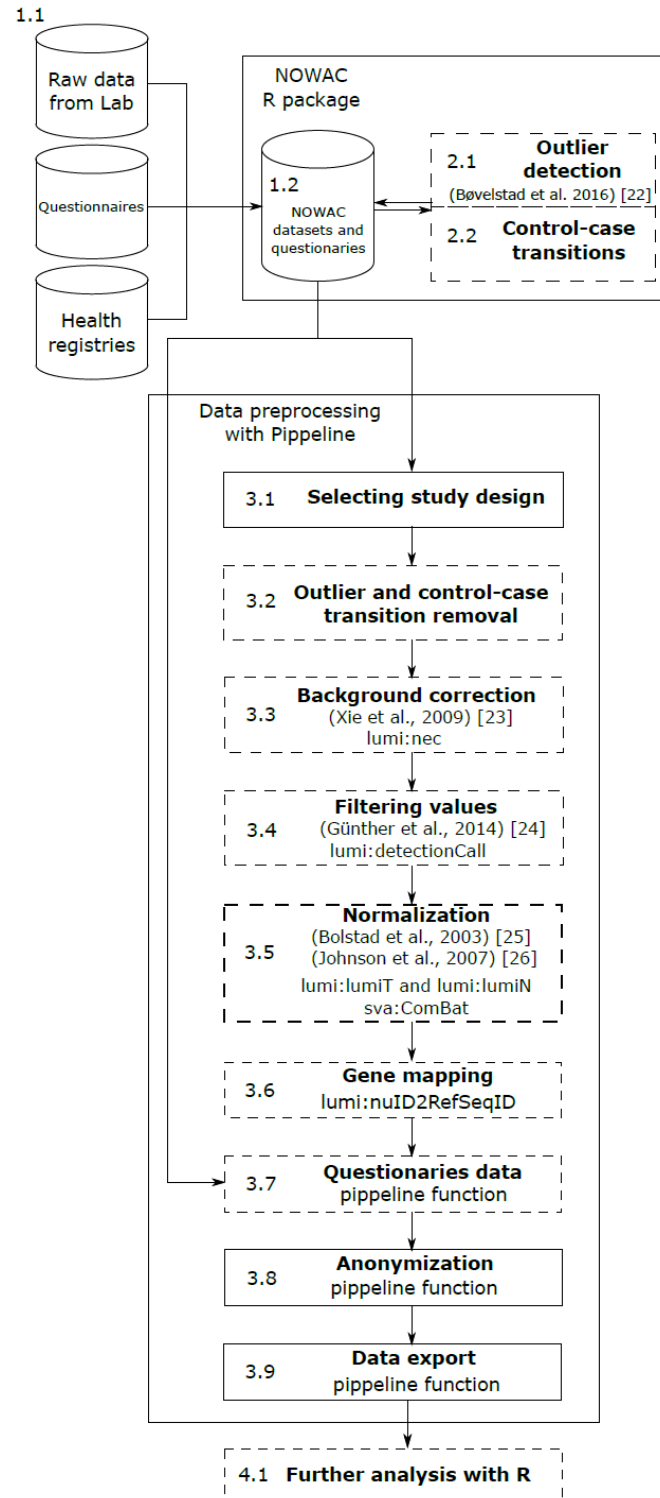 1.1
Raw data
from Lab
Questionnaires
Health
registries
NOWAC
R package
1.2
NOWAC
datasets and
questionaries
2.1 Outlier
detection
(Bøvelstad et al. 2016) [22]
2.2 Control-case
transitions
Data preprocessing
with Pippeline
3.1 Selecting study design
3.2 Outlier and control-case
transition removal
3.3 Background correction
(Xie et al., 2009) [23]
lumi:nec
3.4 Filtering values
(Günther et al., 2014) [24]
lumi:detectionCall
3.5 Normalization
(Bolstad et al., 2003) [25]
(Johnson et al., 2007) [26]
lumi:lumiT and lumi:lumiN
sva:ComBat
3.6 Gene mapping
lumi:nuID2RefSeqID
3.7 Questionaries data
pippeline function
3.8 Anonymization
pippeline function
3.9 Data export
pippeline function
4.1 Further analysis with R